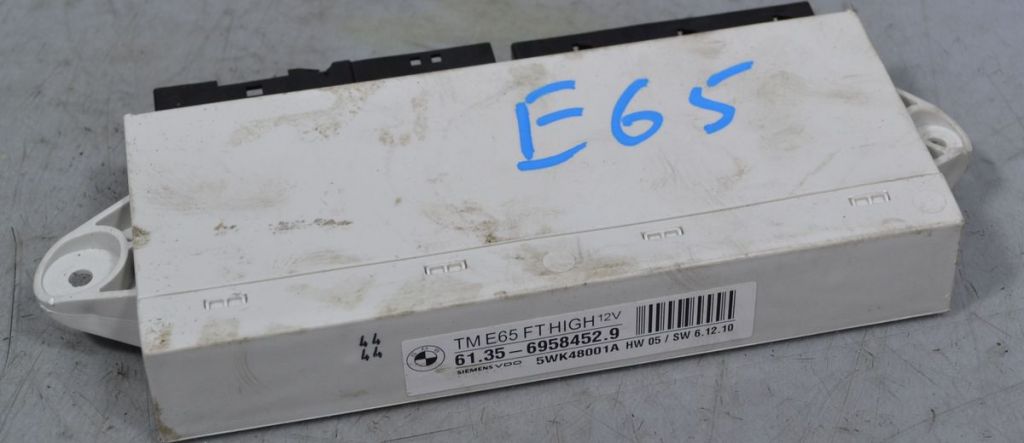 E65
44
44
TM E65 FT HIGH 12V
61.35-6958452.9
SIEMENS VDO 5WK48001A HW 05 / SW 6.12.10